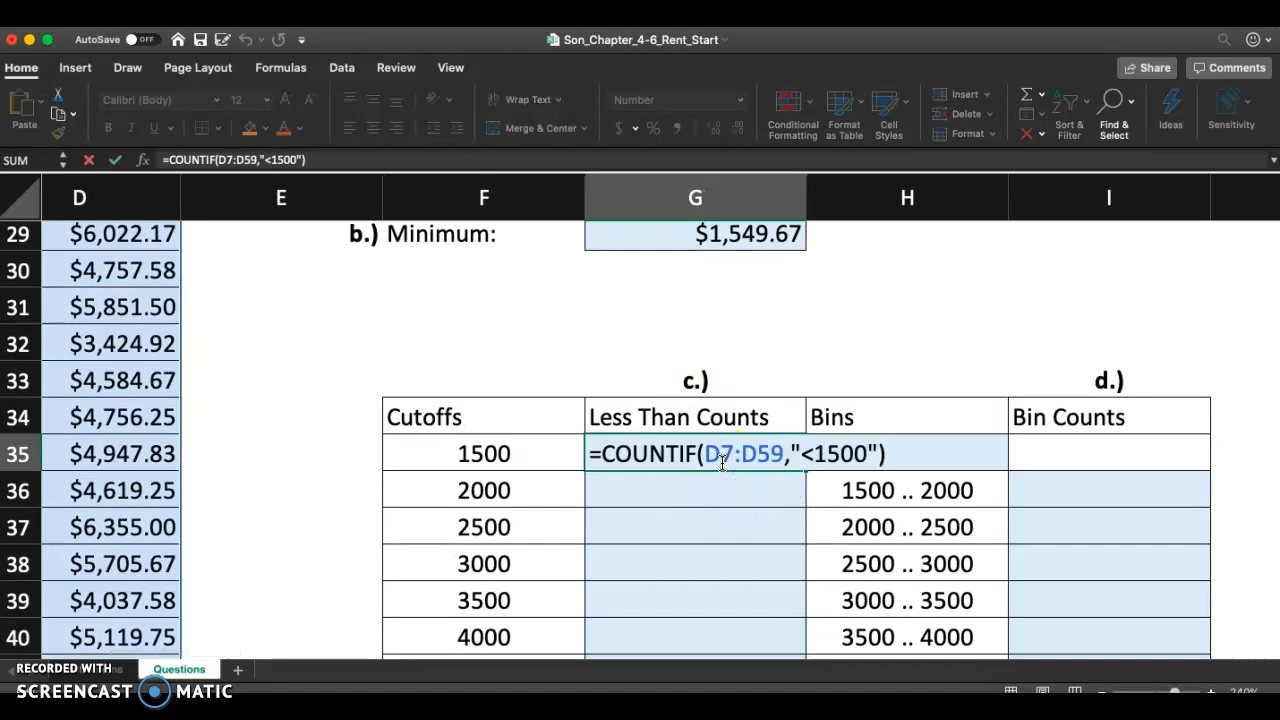 AutoSave OFF Son_Chapter_4-6_Rent_Start
Home Insert Draw Page Layout Formulas Data Review View Share Comments
Paste Calibri (Body) 12 A A Wrap Text Number Conditional Formatting Format as Table Cell Styles Insert Delete Format Sort & Filter Find & Select Ideas Sensitivity
B I U A Merge & Center $ % 9
SUM fx =COUNTIF(D7:D59,"<1500")
D E F G H I
29 $6,022.17 b.) Minimum: $1,549.67
30 $4,757.58
31 $5,851.50
32 $3,424.92
33 $4,584.67 c.) d.)
34 $4,756.25 Cutoffs Less Than Counts Bins Bin Counts
35 $4,947.83 1500 =COUNTIF(D7:D59,"<1500")
36 $4,619.25 2000 1500 .. 2000
37 $6,355.00 2500 2000 .. 2500
38 $5,705.67 3000 2500 .. 3000
39 $4,037.58 3500 3000 .. 3500
40 $5,119.75 4000 3500 .. 4000
Questions +
RECORDED WITH
SCREENCAST MATIC
240%